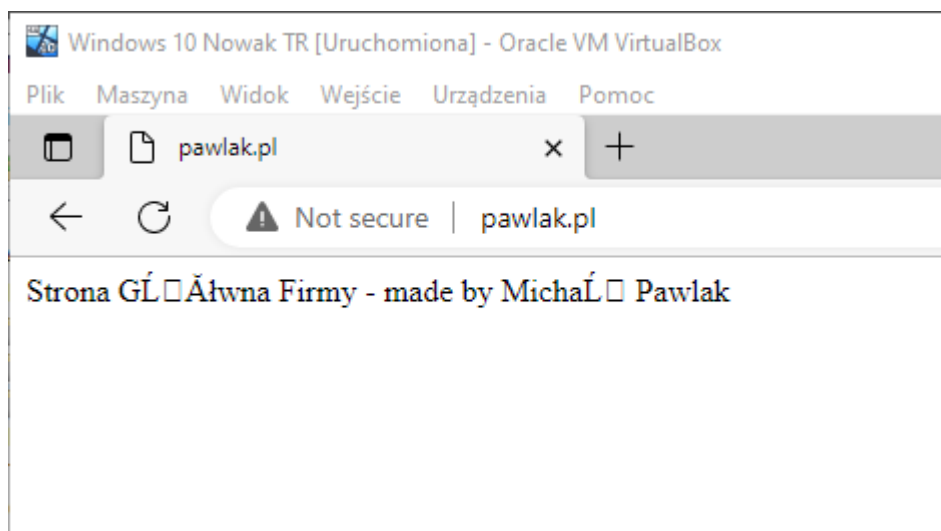 Windows 10 Nowak TR [Uruchomiona] - Oracle VM VirtualBox
Plik Maszyna Widok Wejście Urządzenia Pomoc
pawlak.pl
Not secure pawlak.pl
Strona GĹ□Ăłwna Firmy - made by MichaĹ□ Pawlak